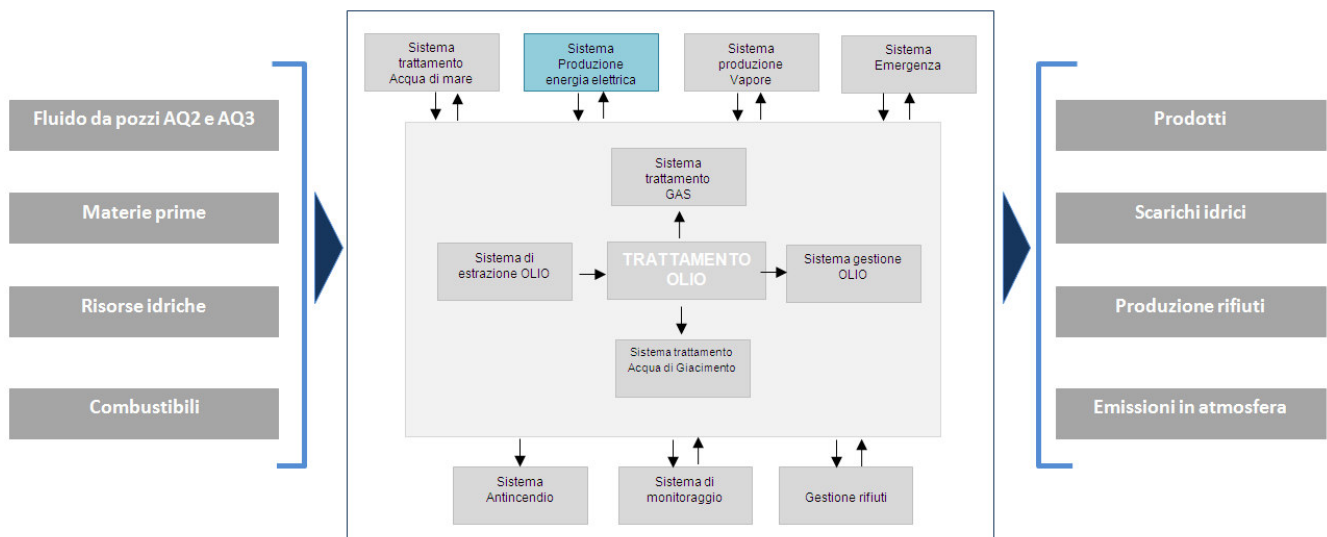 Fluido da pozzi AQ2 e AQ3
Materie prime
Risorse idriche
Combustibili
Sistema
trattamento
Acqua di mare
Sistema
Produzione
energia elettrica
Sistema
produzione
Vapore
Sistema
Emergenza
Sistema
trattamento
GAS
Sistema di
estrazione OLIO
TRATTAMENTO
OLIO
Sistema gestione
OLIO
Sistema trattamento
Acqua di Giacimento
Sistema
Antincendio
Sistema di
monitoraggio
Gestione rifiuti
Prodotti
Scarichi idrici
Produzione rifiuti
Emissioni in atmosfera